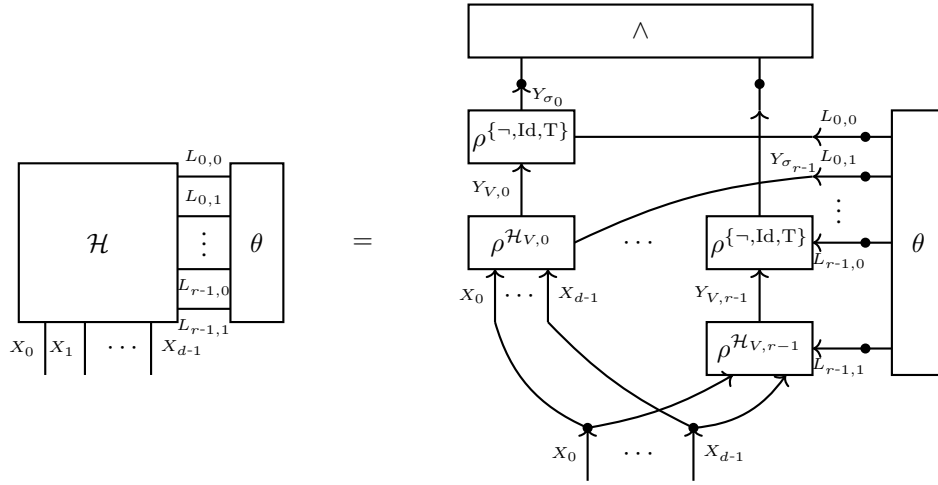 ∧
Y_{σ_0}
ρ^{{¬,Id,T}}
L_{0,0}
L_{0,0}
Y_{σ_{r-1}}
L_{0,1}
L_{0,1}
Y_{V,0}
H
⋮
θ
=
ρ^{ℋ_{V,0}}
⋯
ρ^{{¬,Id,T}}
⋮
θ
L_{r-1,0}
L_{r-1,0}
X_0 ⋯ X_{d-1}
Y_{V,r-1}
L_{r-1,1}
X_0 X_1 ⋯ X_{d-1}
ρ^{ℋ_{V,r−1}}
L_{r-1,1}
X_0 ⋯ X_{d-1}